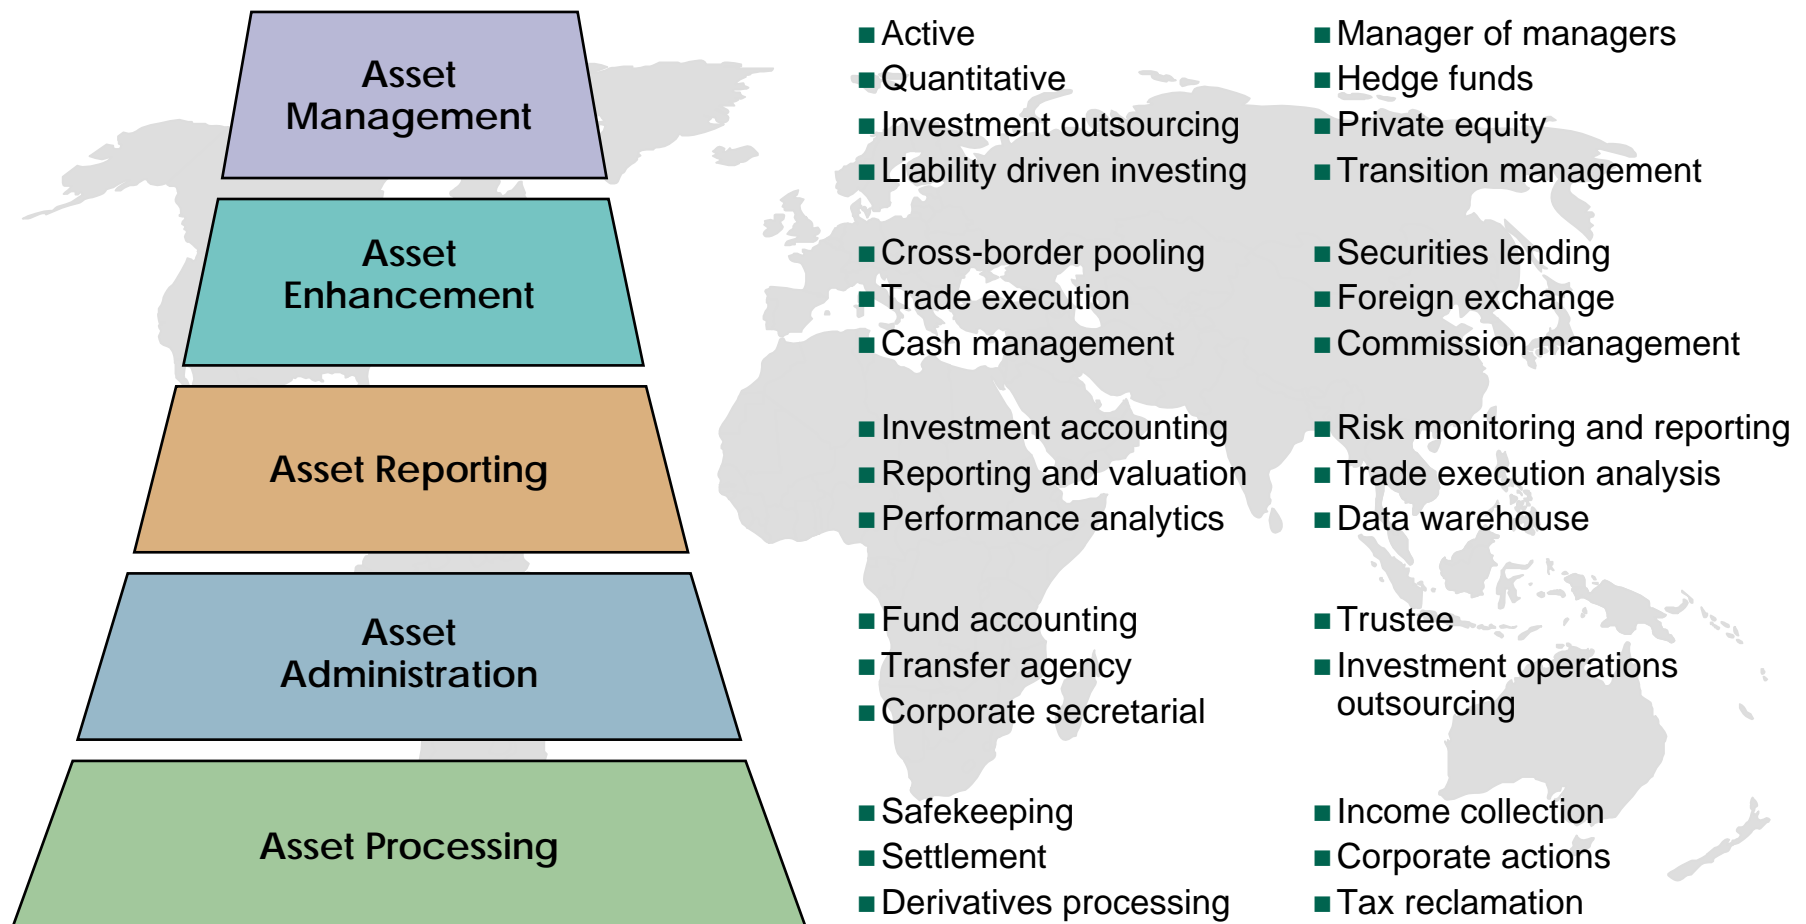 Asset
Management
■ Active
■ Quantitative
■ Investment outsourcing
■ Liability driven investing
■ Manager of managers
■ Hedge funds
■ Private equity
■ Transition management
Asset
Enhancement
■ Cross-border pooling
■ Trade execution
■ Cash management
■ Securities lending
■ Foreign exchange
■ Commission management
Asset Reporting
■ Investment accounting
■ Reporting and valuation
■ Performance analytics
■ Risk monitoring and reporting
■ Trade execution analysis
■ Data warehouse
Asset
Administration
■ Fund accounting
■ Transfer agency
■ Corporate secretarial
■ Trustee
■ Investment operations
outsourcing
Asset Processing
■ Safekeeping
■ Settlement
■ Derivatives processing
■ Income collection
■ Corporate actions
■ Tax reclamation